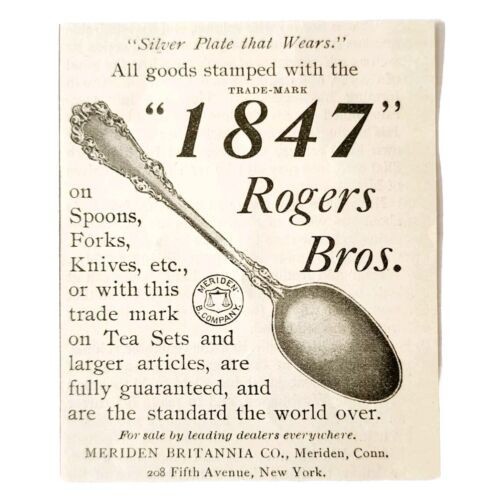 "Silver Plate that Wears."
All goods stamped with the
TRADE-MARK
"1847"
Rogers
Bros.
on
Spoons,
Forks,
Knives, etc.,
or with this
trade mark
MERIDEN
B. COMPANY.
on Tea Sets and
larger articles, are
fully guaranteed, and
are the standard the world over.
For sale by leading dealers everywhere.
MERIDEN BRITANNIA CO., Meriden, Conn.
208 Fifth Avenue, New York.